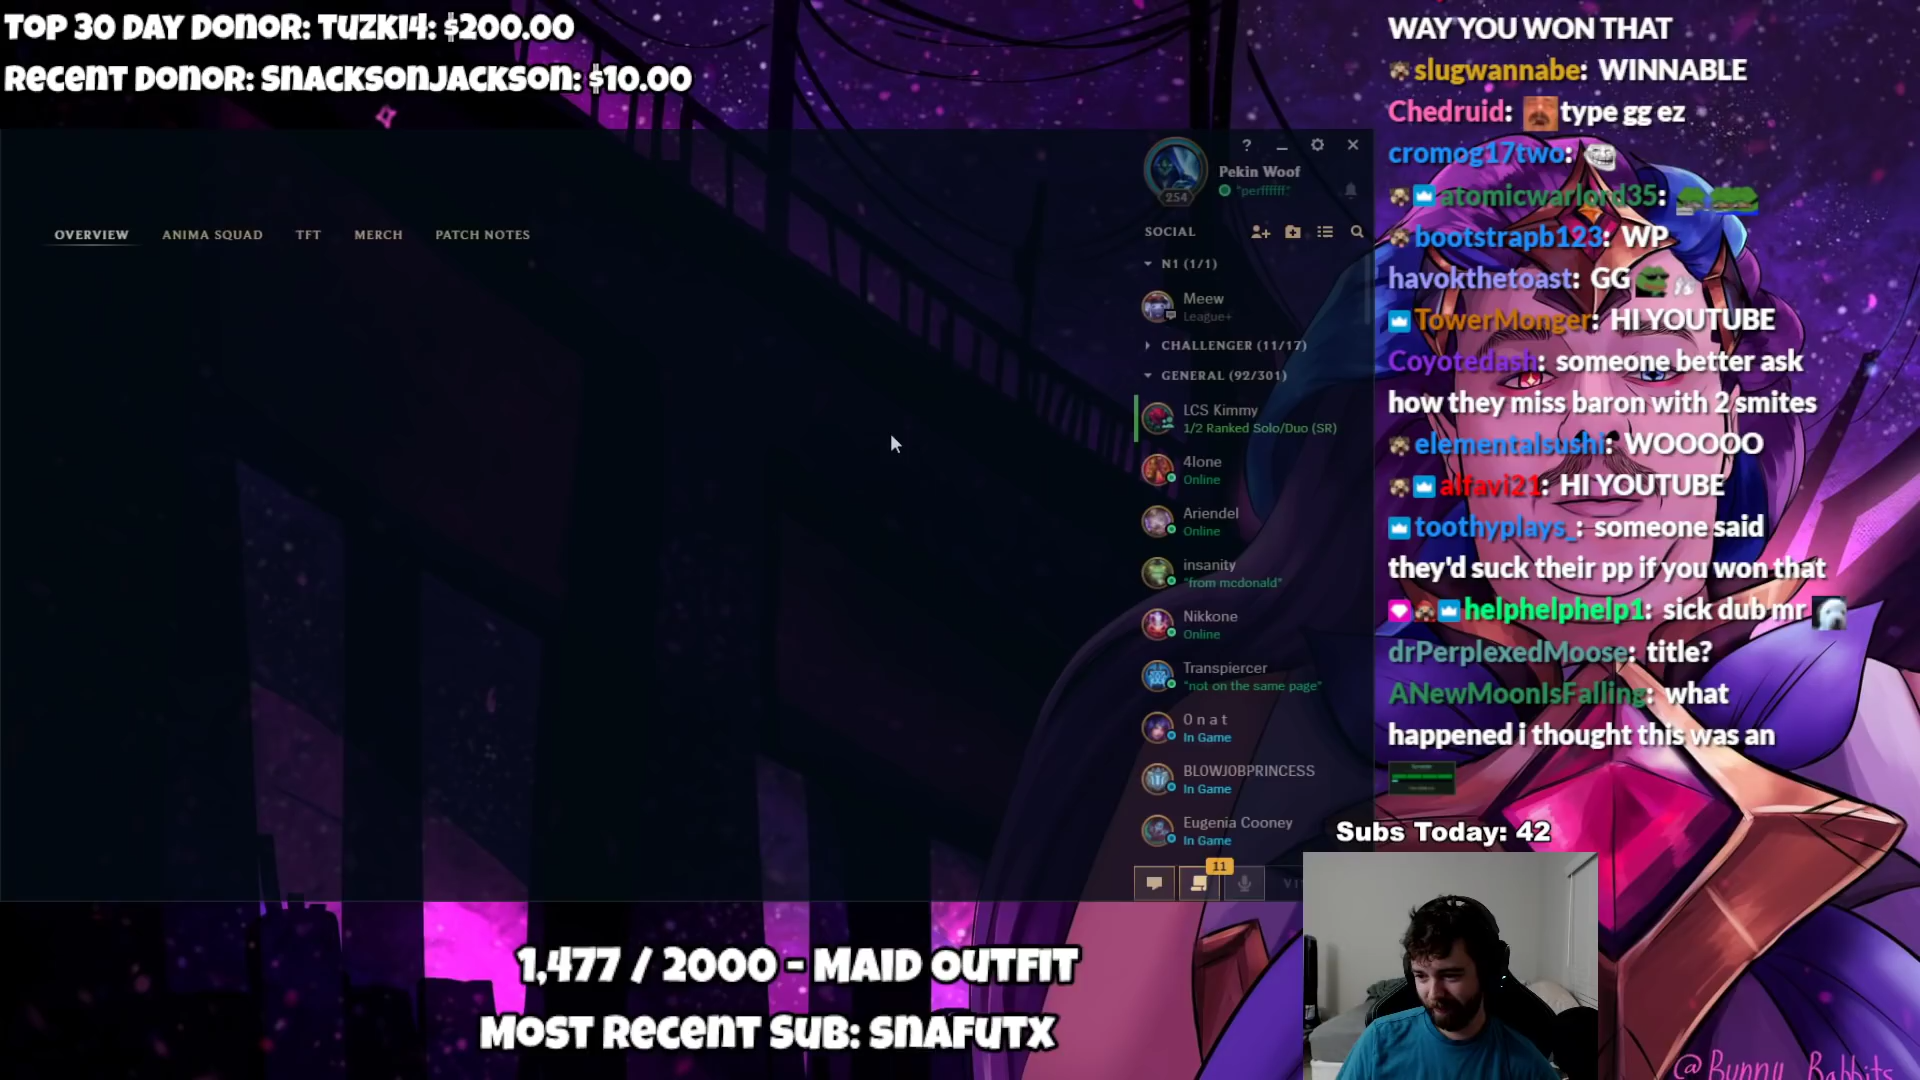 TOP 30 DAY DONOR: TUZKI4: $200.00
RECENT DONOR: SNACKSONJACKSON: $10.00
OVERVIEW
ANIMA SQUAD
TFT
MERCH
PATCH NOTES
?
Pekin Woof
"perffffff"
254
SOCIAL
N1 (1/1)
Meew
League+
CHALLENGER (11/17)
GENERAL (92/301)
LCS Kimmy
1/2 Ranked Solo/Duo (SR)
4lone
Online
Ariendel
Online
insanity
"from mcdonald"
Nikkone
Online
Transpiercer
"not on the same page"
O n a t
In Game
BLOWJOBPRINCESS
In Game
Eugenia Cooney
In Game
11
WAY YOU WON THAT
slugwannabe: WINNABLE
Chedruid: type gg ez
cromog17two:
atomicwarlord35:
bootstrapb123: WP
havokthetoast: GG
TowerMonger: HI YOUTUBE
Coyotedash: someone better ask
how they miss baron with 2 smites
elementalsushi: WOOOOO
alfavi21: HI YOUTUBE
toothyplays_: someone said
they'd suck their pp if you won that
helphelphelp1: sick dub mr
drPerplexedMoose: title?
ANewMoonIsFalling: what
happened i thought this was an
Subs Today: 42
1,477 / 2000 - MAID OUTFIT
MOST RECENT SUB: SNAFUTX
@Bunny_Rabbits